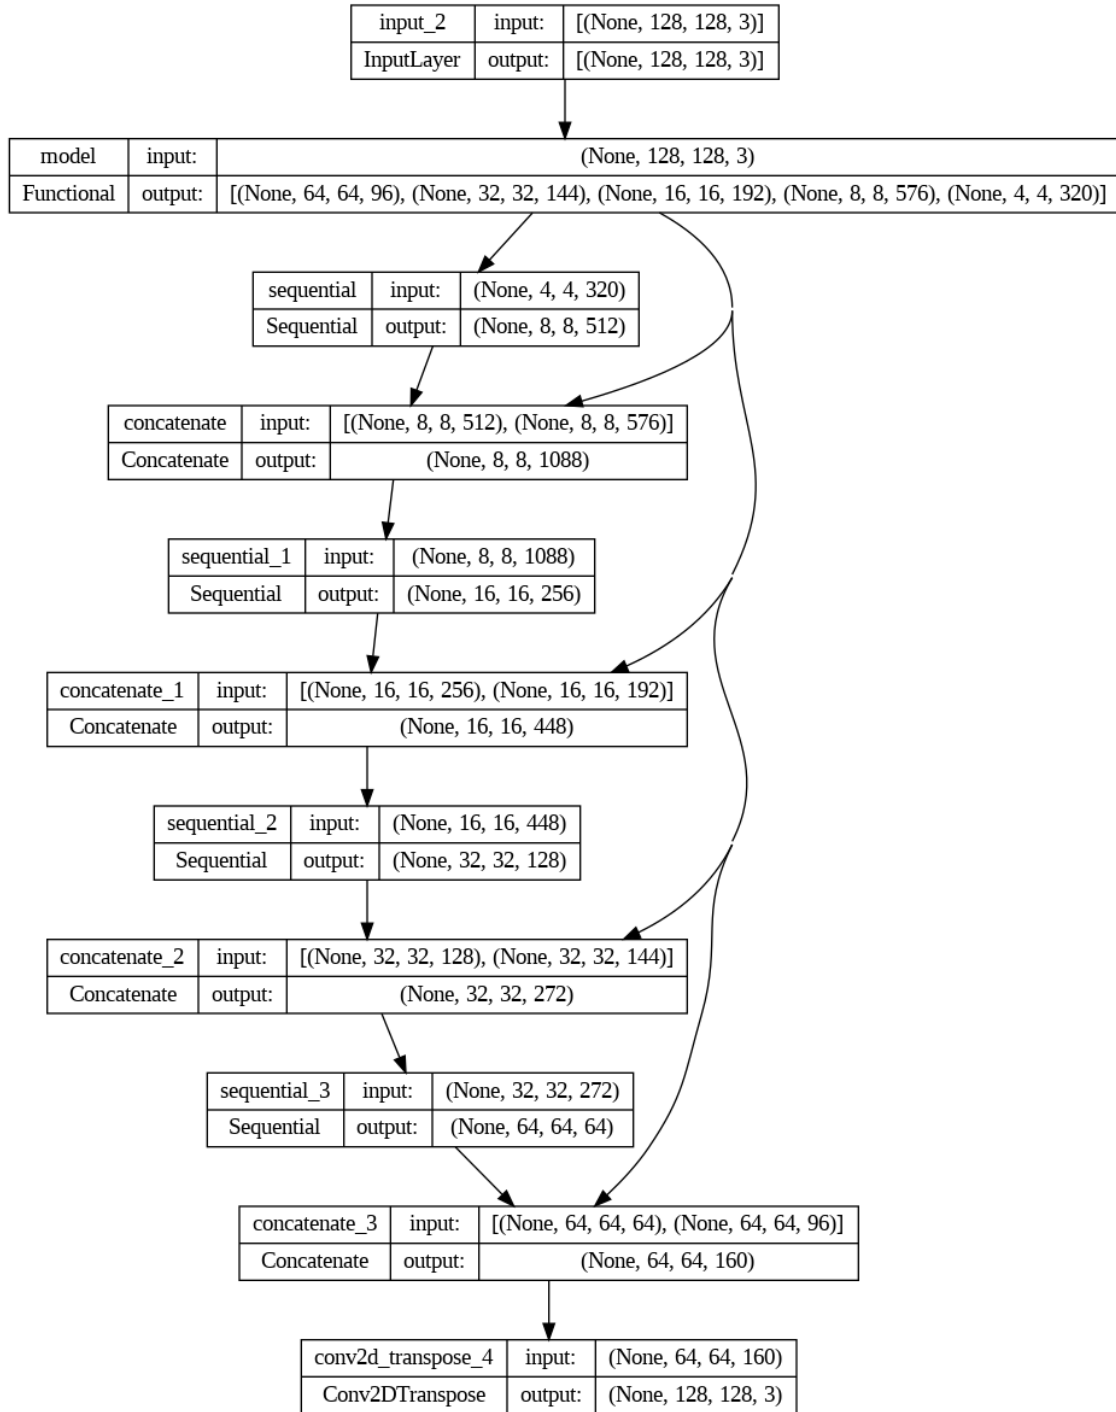 input_2 input: [(None, 128, 128, 3)]
InputLayer output: [(None, 128, 128, 3)]
model input: (None, 128, 128, 3)
Functional output: [(None, 64, 64, 96), (None, 32, 32, 144), (None, 16, 16, 192), (None, 8, 8, 576), (None, 4, 4, 320)]
sequential input: (None, 4, 4, 320)
Sequential output: (None, 8, 8, 512)
concatenate input: [(None, 8, 8, 512), (None, 8, 8, 576)]
Concatenate output: (None, 8, 8, 1088)
sequential_1 input: (None, 8, 8, 1088)
Sequential output: (None, 16, 16, 256)
concatenate_1 input: [(None, 16, 16, 256), (None, 16, 16, 192)]
Concatenate output: (None, 16, 16, 448)
sequential_2 input: (None, 16, 16, 448)
Sequential output: (None, 32, 32, 128)
concatenate_2 input: [(None, 32, 32, 128), (None, 32, 32, 144)]
Concatenate output: (None, 32, 32, 272)
sequential_3 input: (None, 32, 32, 272)
Sequential output: (None, 64, 64, 64)
concatenate_3 input: [(None, 64, 64, 64), (None, 64, 64, 96)]
Concatenate output: (None, 64, 64, 160)
conv2d_transpose_4 input: (None, 64, 64, 160)
Conv2DTranspose output: (None, 128, 128, 3)